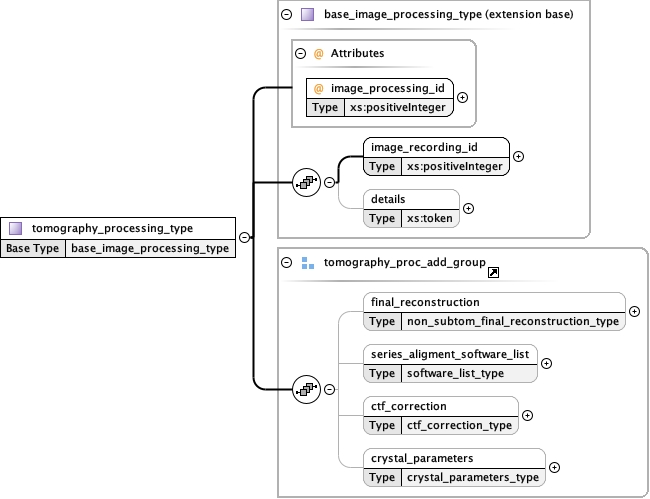 base_image_processing_type (extension base)
@ Attributes
@ image_processing_id
Type xs:positiveInteger
image_recording_id
Type xs:positiveInteger
details
Type xs:token
tomography_processing_type
Base Type base_image_processing_type
tomography_proc_add_group
final_reconstruction
Type non_subtom_final_reconstruction_type
series_aligment_software_list
Type software_list_type
ctf_correction
Type ctf_correction_type
crystal_parameters
Type crystal_parameters_type